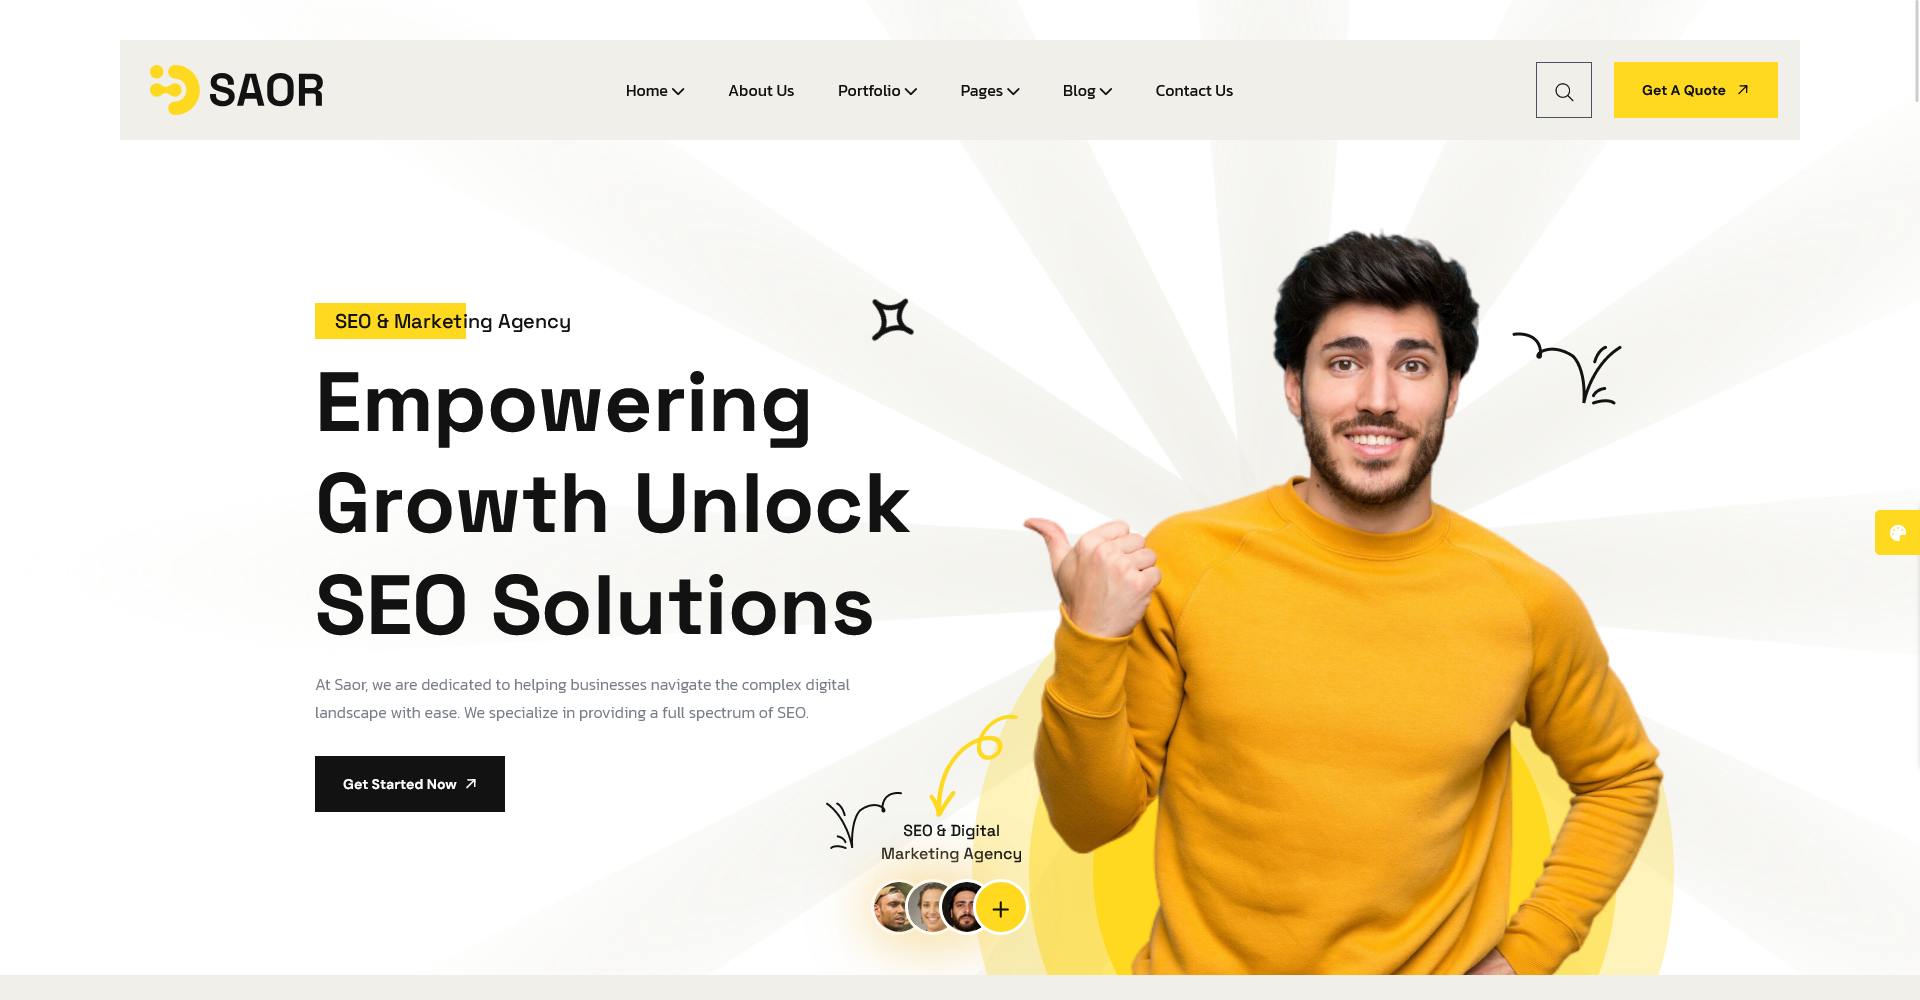 SAOR
Home
About Us
Portfolio
Pages
Blog
Contact Us
Get A Quote
SEO & Marketing Agency
Empowering
Growth Unlock
SEO Solutions
At Saor, we are dedicated to helping businesses navigate the complex digital
landscape with ease. We specialize in providing a full spectrum of SEO.
Get Started Now
SEO & Digital
Marketing Agency